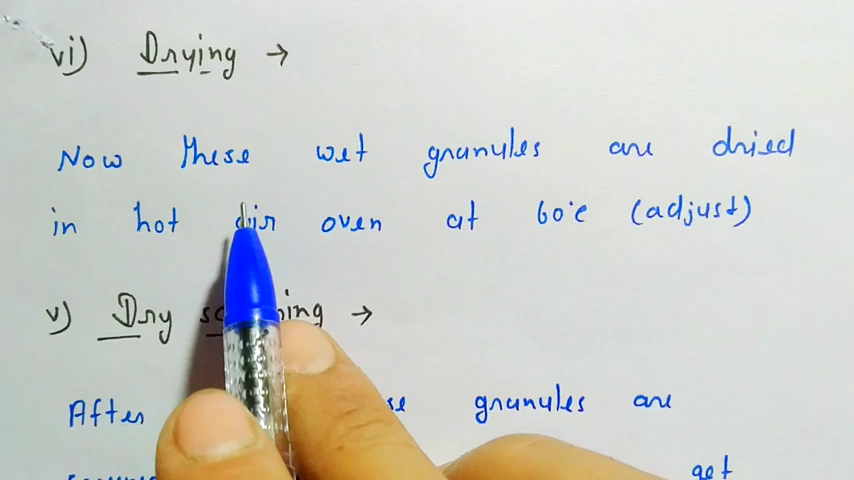 vi) Drying →
Now these wet granules are dried
in hot air oven at 60°C (adjust)
v) Dry →
After granules are
get